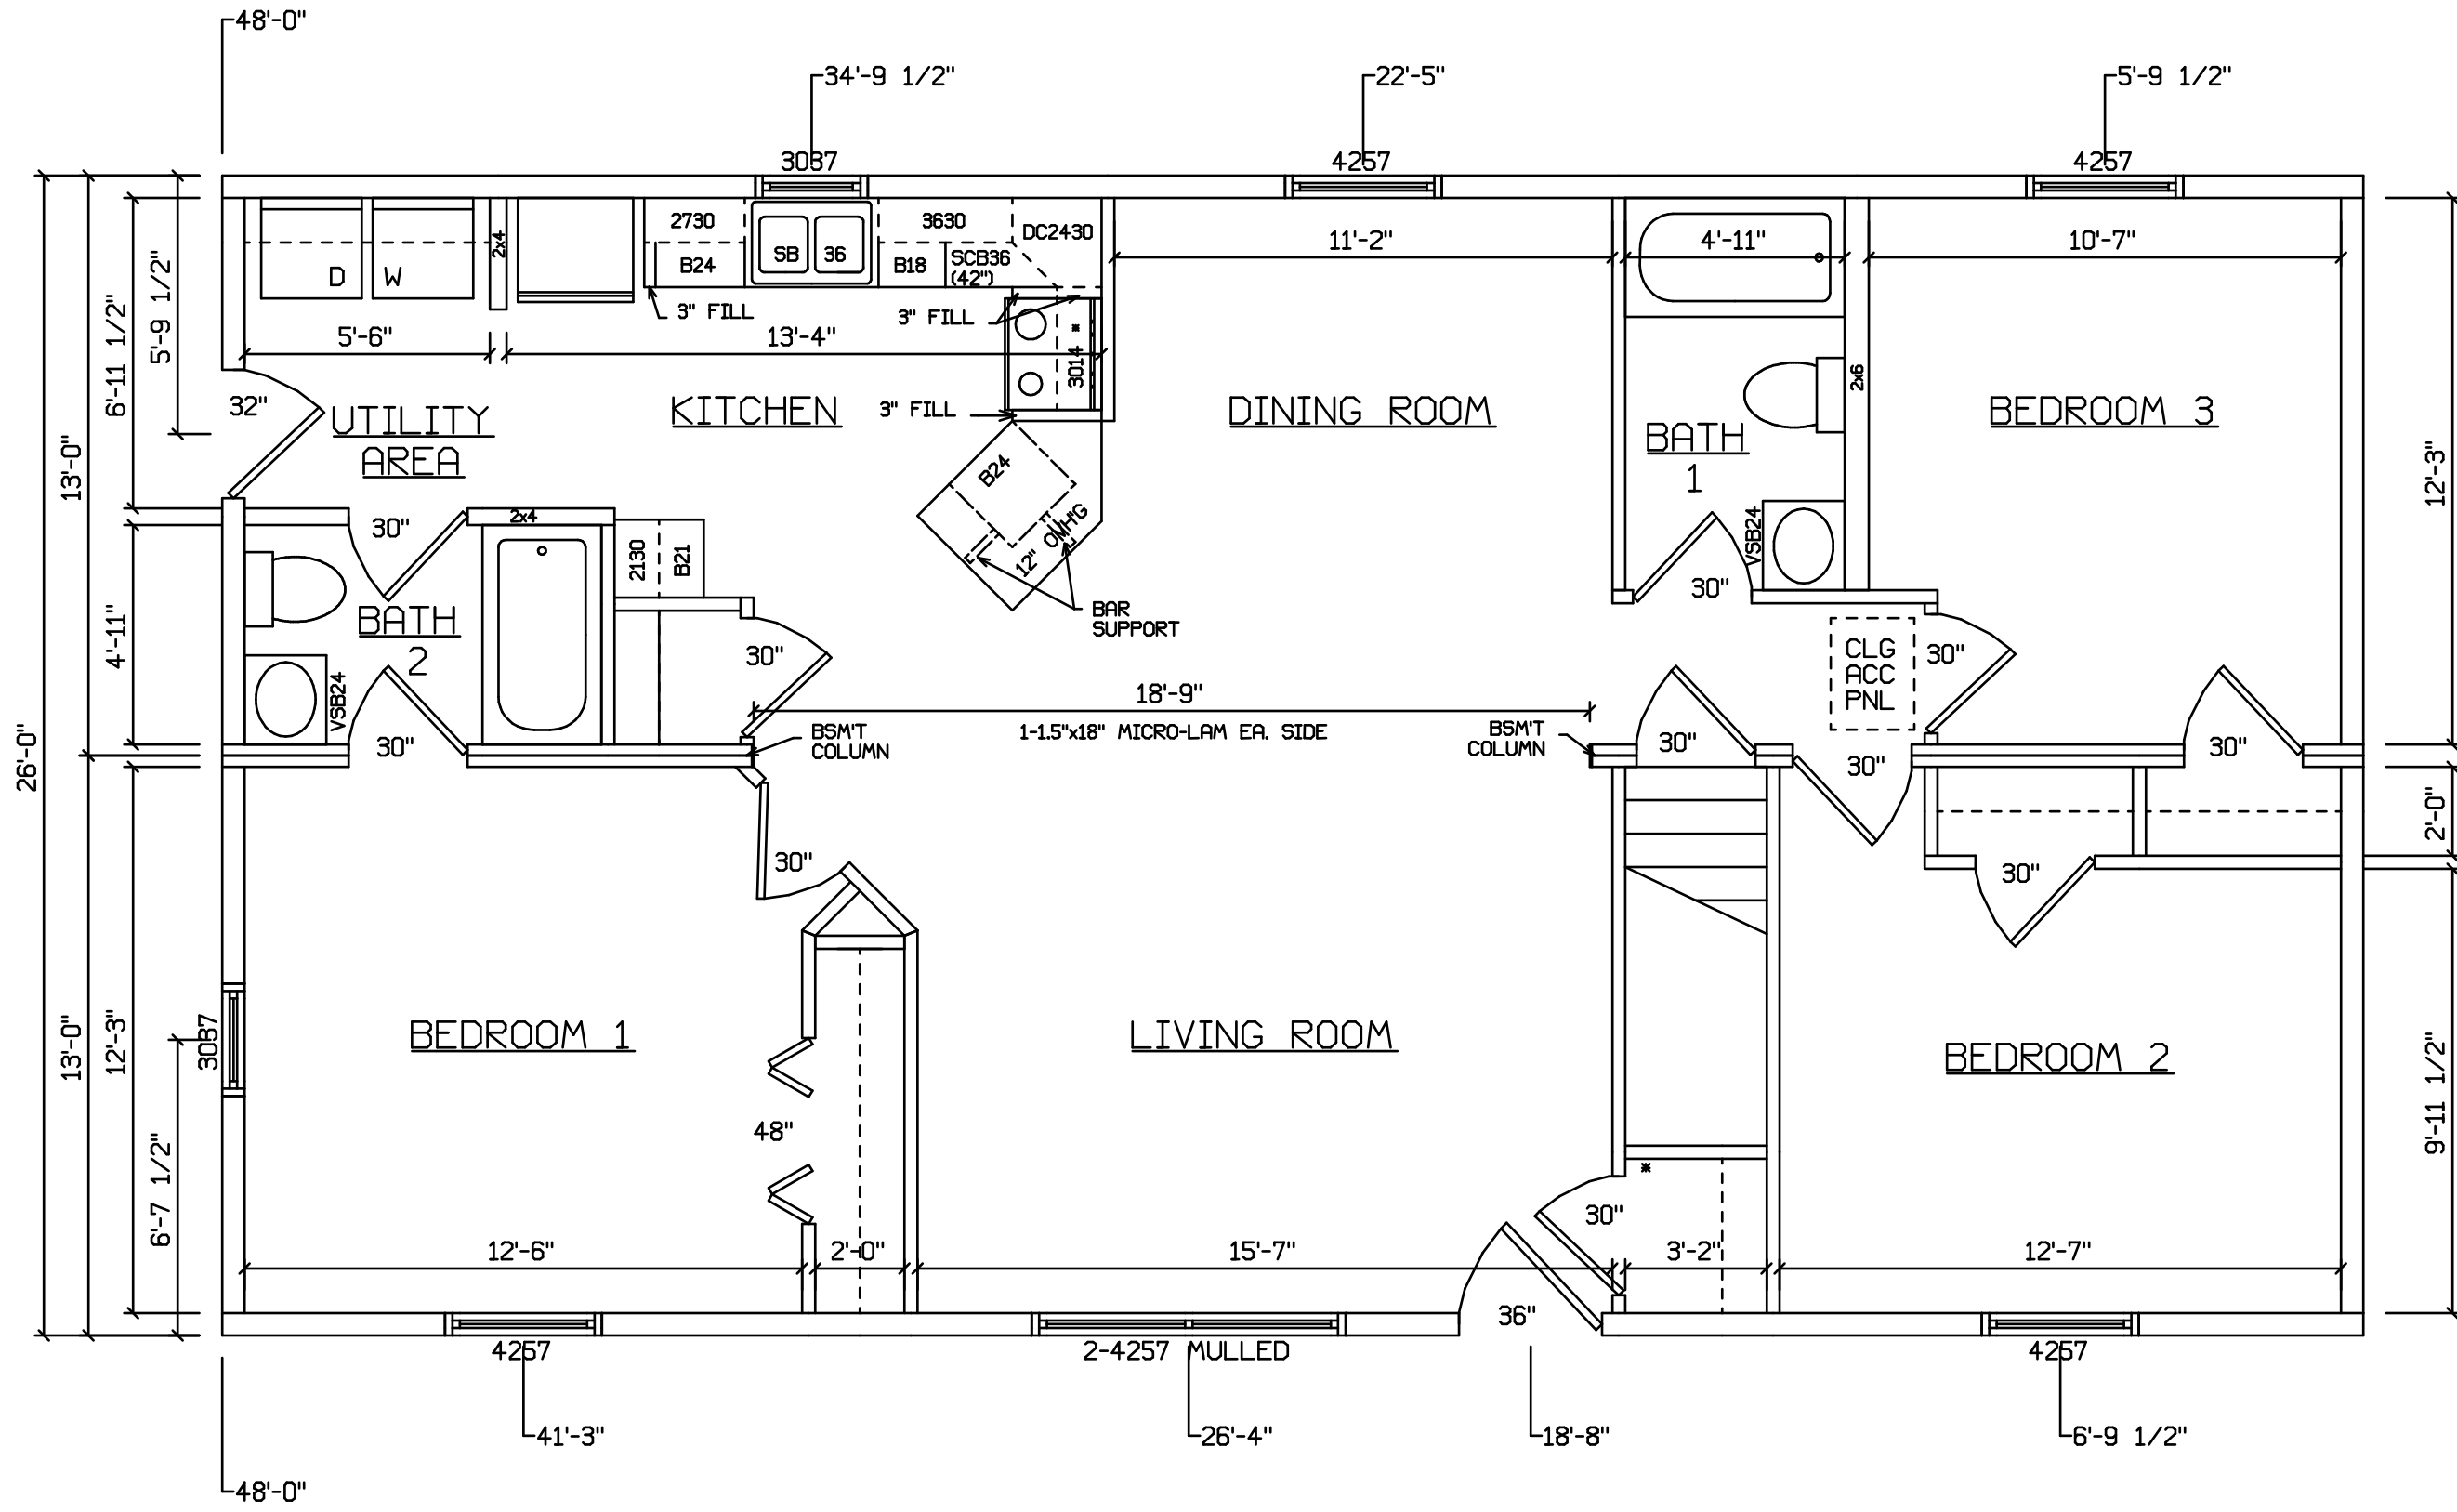 48'-0"
34'-9 1/2"
22'-5"
5'-9 1/2"
3037
4257
4257
2730
3630
DC2430
SB 36
B24
B18
SCB36
(42")
2x4
D W
3" FILL
3" FILL
11'-2"
4'-11"
10'-7"
5'-6"
13'-4"
3014 *
5'-9 1/2"
6'-11 1/2"
13'-0"
26'-0"
32"
UTILITY
AREA
KITCHEN
3" FILL
DINING ROOM
BATH
1
2x6
BEDROOM 3
12'-3"
B24
12" OVH'G
30"
2x4
2130
B21
VSB24
30"
BAR
SUPPORT
4'-11"
BATH
2
VSB24
30"
30"
30"
CLG
ACC
PNL
30"
18'-9"
1-1.5"x18" MICRO-LAM EA. SIDE
BSM'T
COLUMN
BSM'T
COLUMN
30"
30"
30"
2'-0"
30"
30"
BEDROOM 1
LIVING ROOM
BEDROOM 2
3037
13'-0"
12'-3"
6'-7 1/2"
9'-11 1/2"
48"
*
30"
12'-6"
2'-0"
15'-7"
3'-2"
12'-7"
36"
4257
2-4257 MULLED
4257
41'-3"
26'-4"
18'-8"
6'-9 1/2"
48'-0"